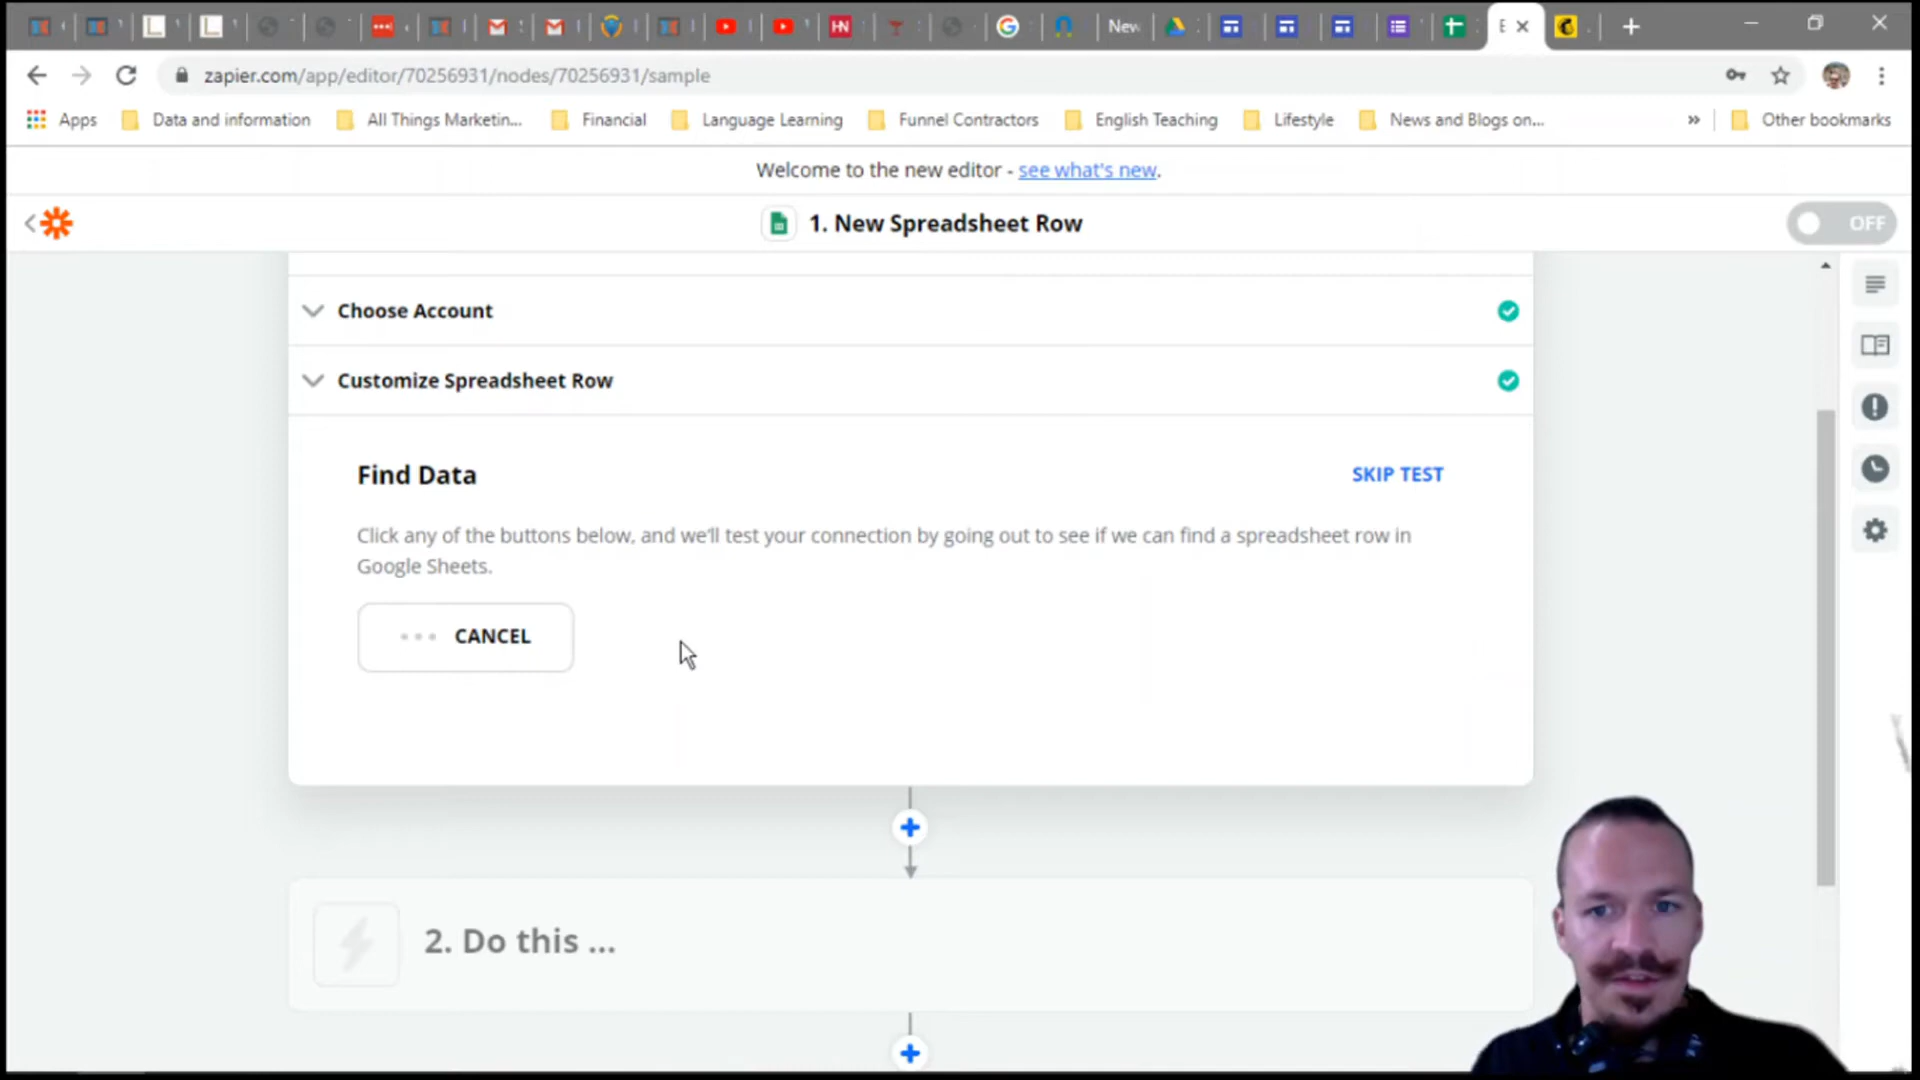 New
E
zapier.com/app/editor/70256931/nodes/70256931/sample
Apps
Data and information
All Things Marketin...
Financial
Language Learning
Funnel Contractors
English Teaching
Lifestyle
News and Blogs on...
»
Other bookmarks
Welcome to the new editor - see what's new.
1. New Spreadsheet Row
OFF
Choose Account
Customize Spreadsheet Row
Find Data
SKIP TEST
Click any of the buttons below, and we'll test your connection by going out to see if we can find a spreadsheet row in
Google Sheets.
CANCEL
2. Do this ...